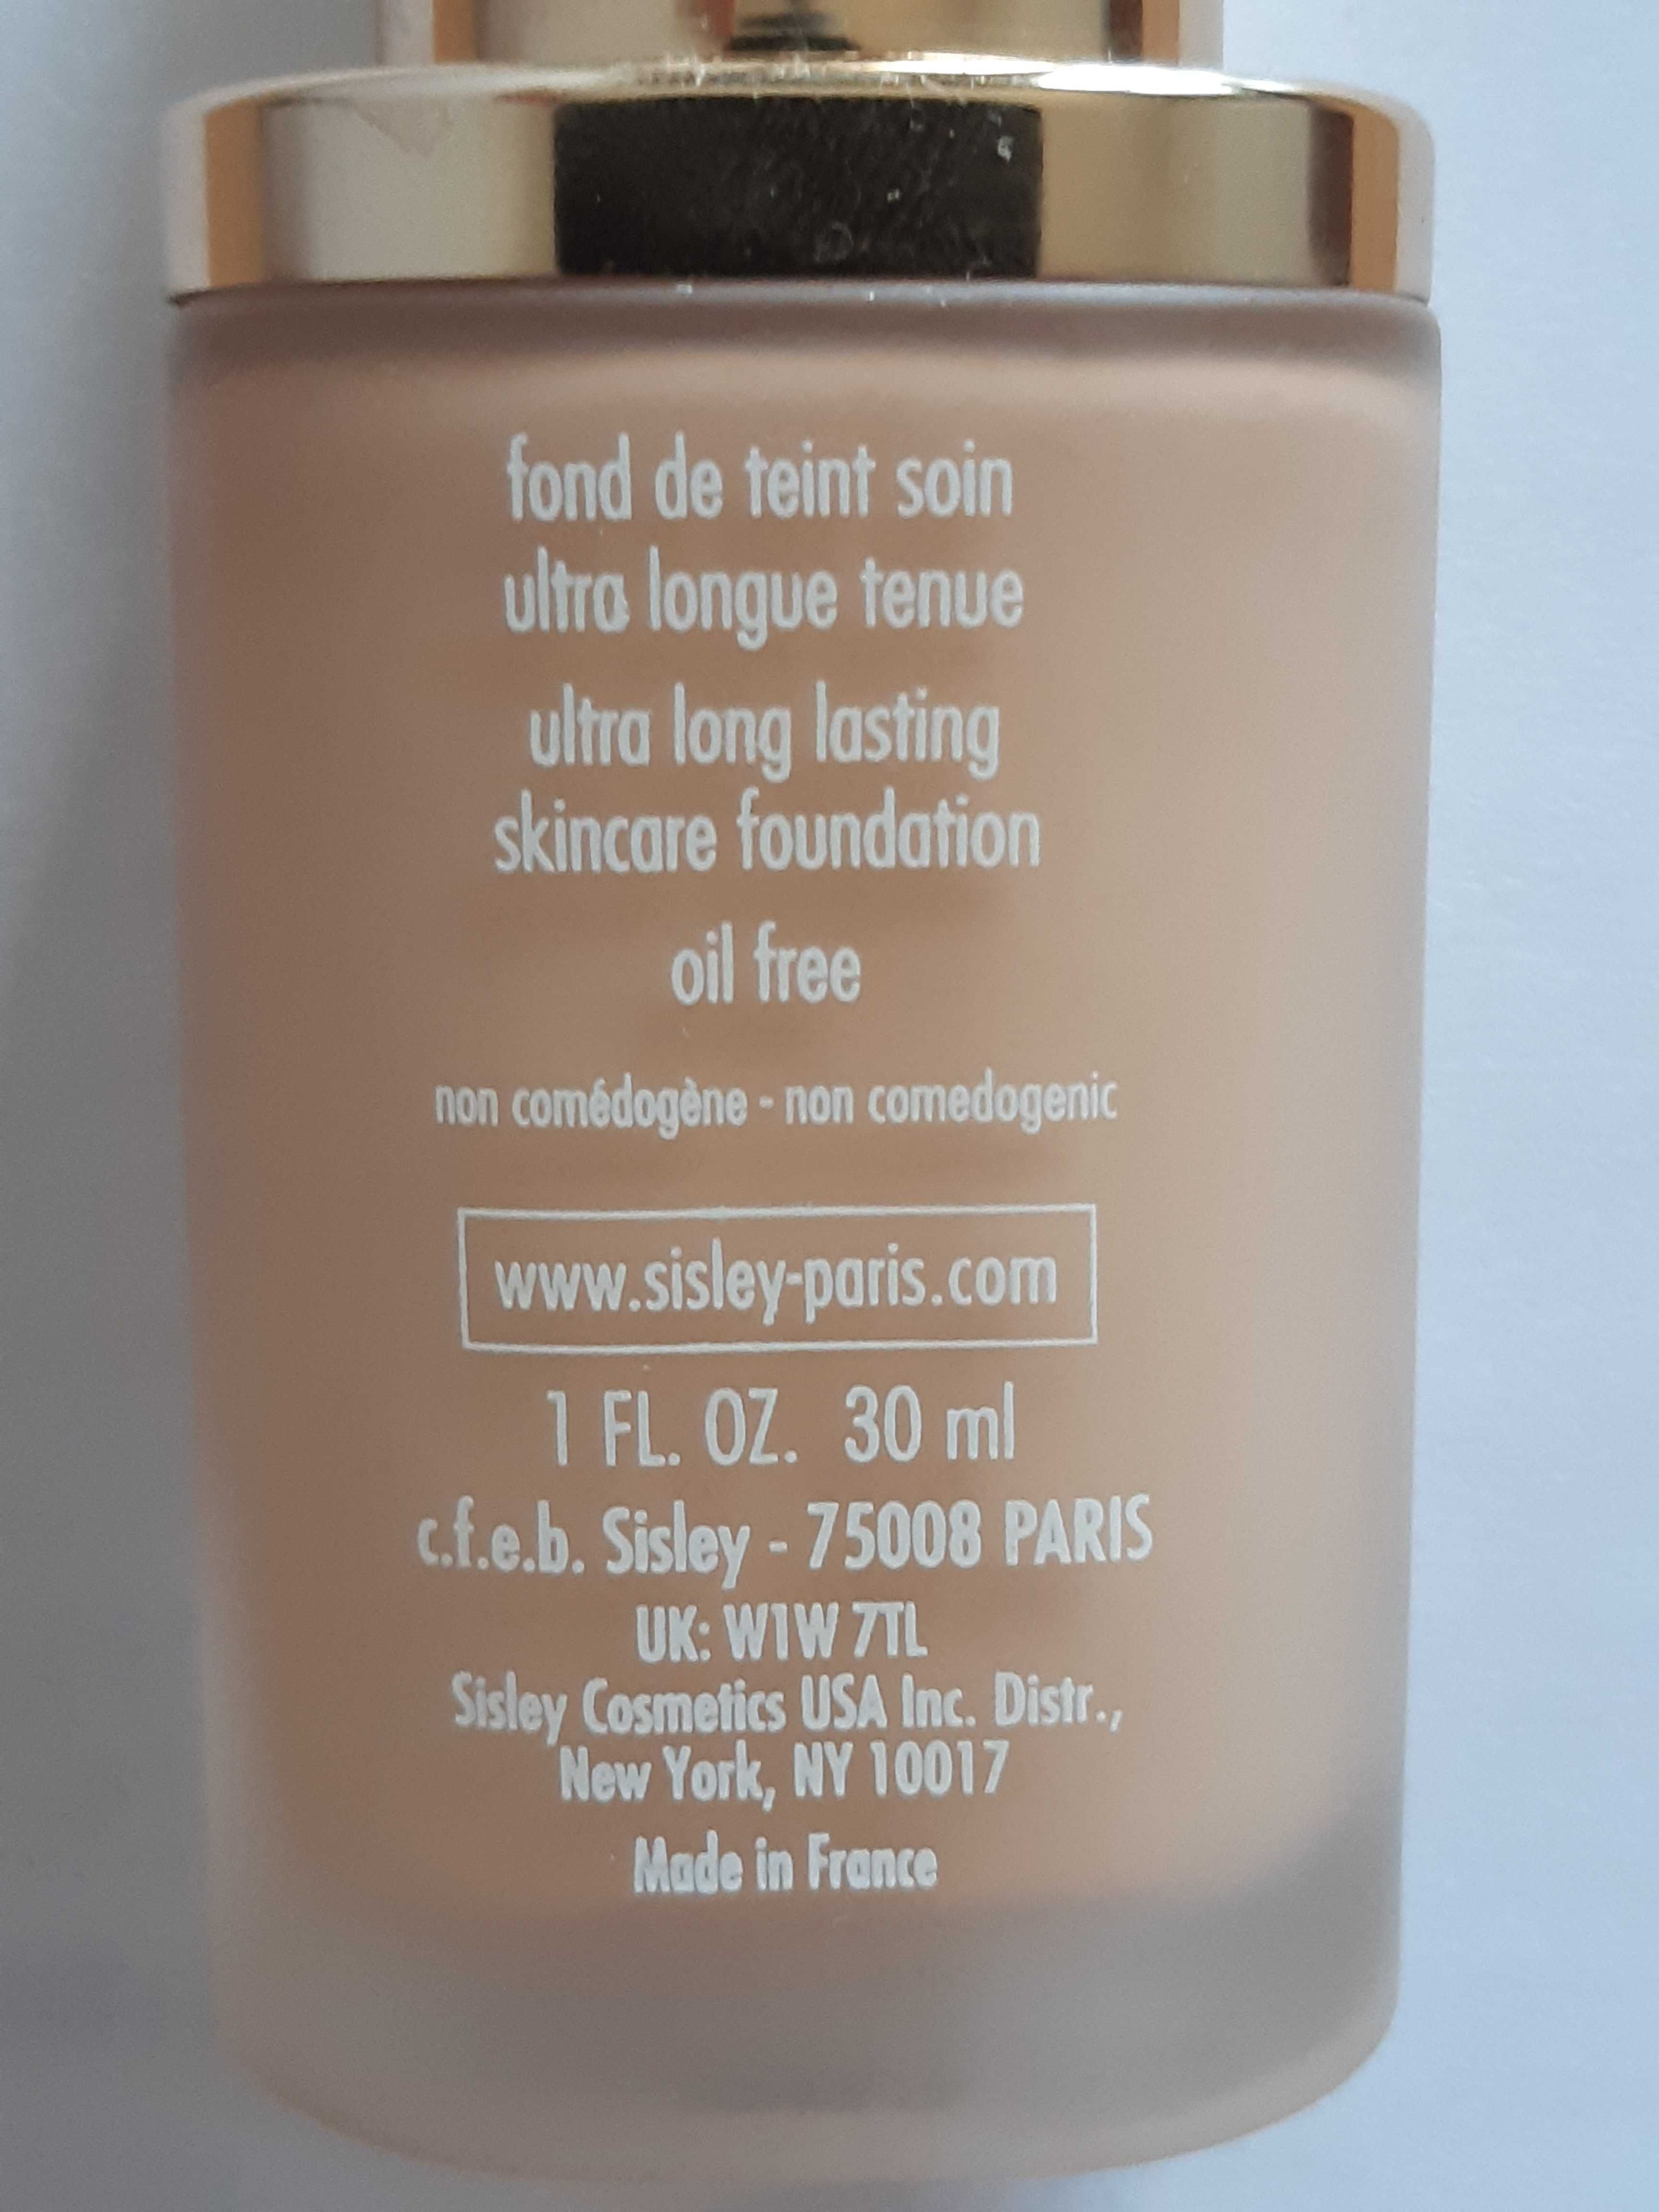 fond de teint soin
ultra longue tenue
ultra long lasting
skincare foundation
oil free
non comédogène - non comedogenic
www.sisley-paris.com
1 FL. OZ.  30 ml
c.f.e.b. Sisley - 75008 PARIS
UK: W1W 7TL
Sisley Cosmetics USA Inc. Distr.,
New York, NY 10017
Made in France